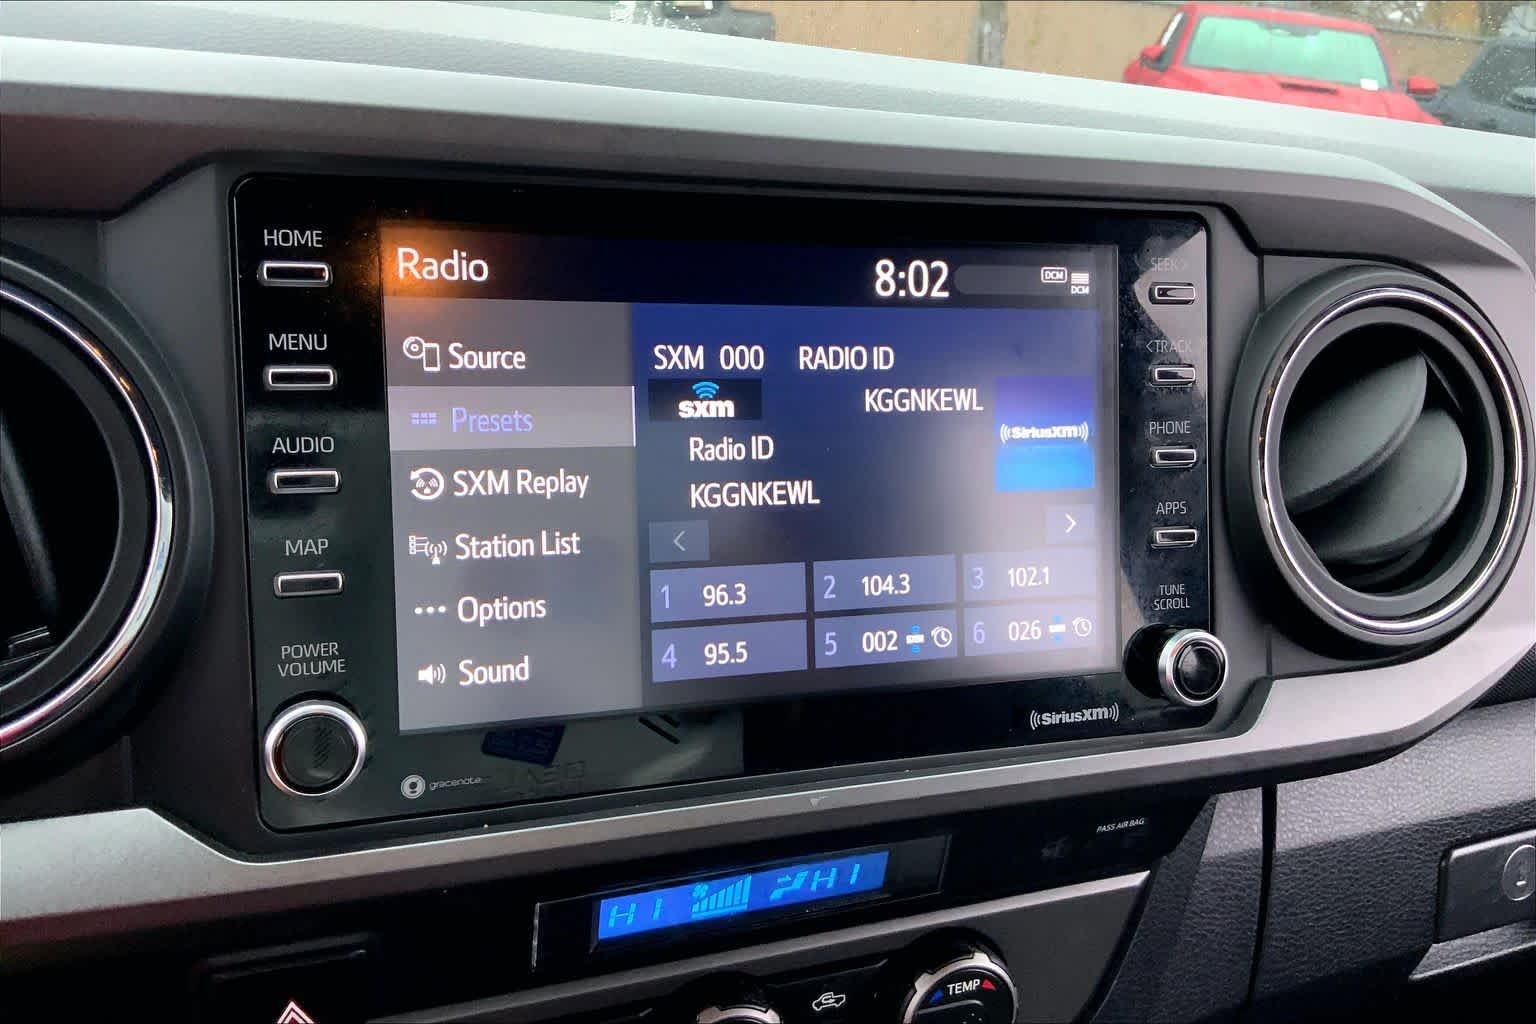 HOME
MENU
AUDIO
MAP
POWER
VOLUME
Radio
8:02
DCM
DCM
Source
Presets
SXM Replay
Station List
Options
Sound
SXM 000 RADIO ID
sxm
KGGNKEWL
SiriusXM
Radio ID
KGGNKEWL
<
>
1 96.3
2 104.3
3 102.1
4 95.5
5 002
6 026
SEEK>
<TRACK
PHONE
APPS
TUNE
SCROLL
gracenote
SiriusXM
PASS AIR BAG
HI HI
TEMP